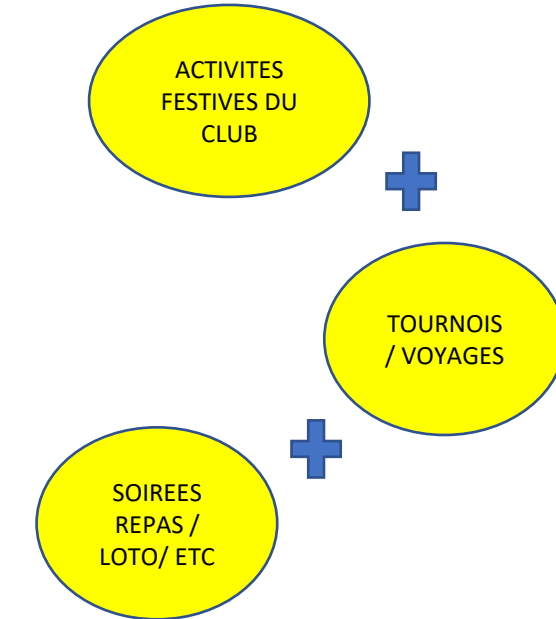 ACTIVITES
FESTIVES DU
CLUB
TOURNOIS
/ VOYAGES
SOIREES
REPAS /
LOTO/ ETC